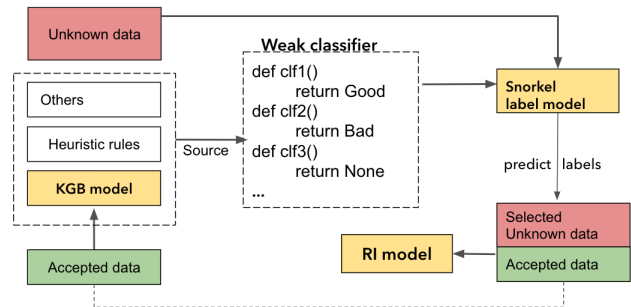 Unknown data
Others
Heuristic rules
KGB model
Accepted data
Source
Weak classifier
def clf1()
return Good
def clf2()
return Bad
def clf3()
return None
...
Snorkel
label model
predict labels
Selected
Unknown data
Accepted data
RI model